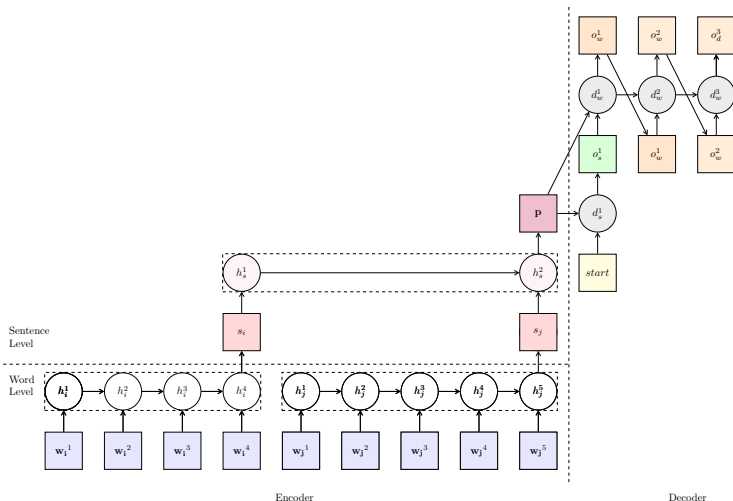 o_w^1 o_w^2 o_d^3
d_w^1 d_w^2 d_w^3
o_s^1 o_w^1 o_w^2
p d_s^1
h_s^1 h_s^2 start
s_i s_j
Sentence
Level
Word
Level
h_i^1 h_i^2 h_i^3 h_i^4 h_j^1 h_j^2 h_j^3 h_j^4 h_j^5
w_i^1 w_i^2 w_i^3 w_i^4 w_j^1 w_j^2 w_j^3 w_j^4 w_j^5
Encoder Decoder